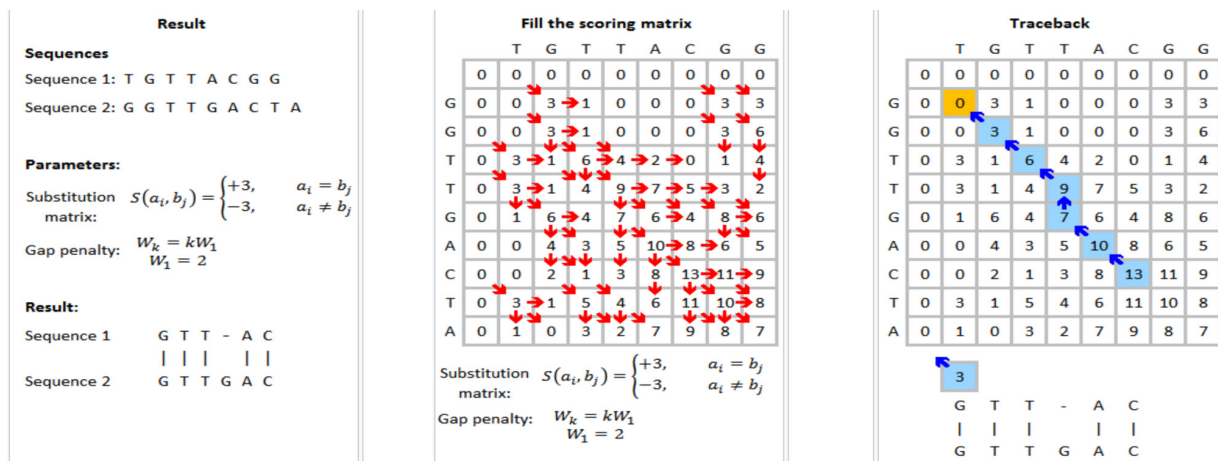 Result
Sequences
Sequence 1: T G T T A C G G
Sequence 2: G G T T G A C T A
Parameters:
Substitution matrix: S(a_i, b_j) = { +3, a_i = b_j
−3, a_i ≠ b_j
Gap penalty: W_k = kW_1
W_1 = 2
Result:
Sequence 1 G T T - A C
| | | | |
Sequence 2 G T T G A C
Fill the scoring matrix
T G T T A C G G
0 0 0 0 0 0 0 0 0
G 0 0 3 1 0 0 0 3 3
G 0 0 3 1 0 0 0 3 6
T 0 3 1 6 4 2 0 1 4
T 0 3 1 4 9 7 5 3 2
G 0 1 6 4 7 6 4 8 6
A 0 0 4 3 5 10 8 6 5
C 0 0 2 1 3 8 13 11 9
T 0 3 1 5 4 6 11 10 8
A 0 1 0 3 2 7 9 8 7
Substitution matrix: S(a_i, b_j) = { +3, a_i = b_j
−3, a_i ≠ b_j
Gap penalty: W_k = kW_1
W_1 = 2
Traceback
T G T T A C G G
0 0 0 0 0 0 0 0 0
G 0 0 3 1 0 0 0 3 3
G 0 0 3 1 0 0 0 3 6
T 0 3 1 6 4 2 0 1 4
T 0 3 1 4 9 7 5 3 2
G 0 1 6 4 7 6 4 8 6
A 0 0 4 3 5 10 8 6 5
C 0 0 2 1 3 8 13 11 9
T 0 3 1 5 4 6 11 10 8
A 0 1 0 3 2 7 9 8 7
3
G T T - A C
| | | | |
G T T G A C